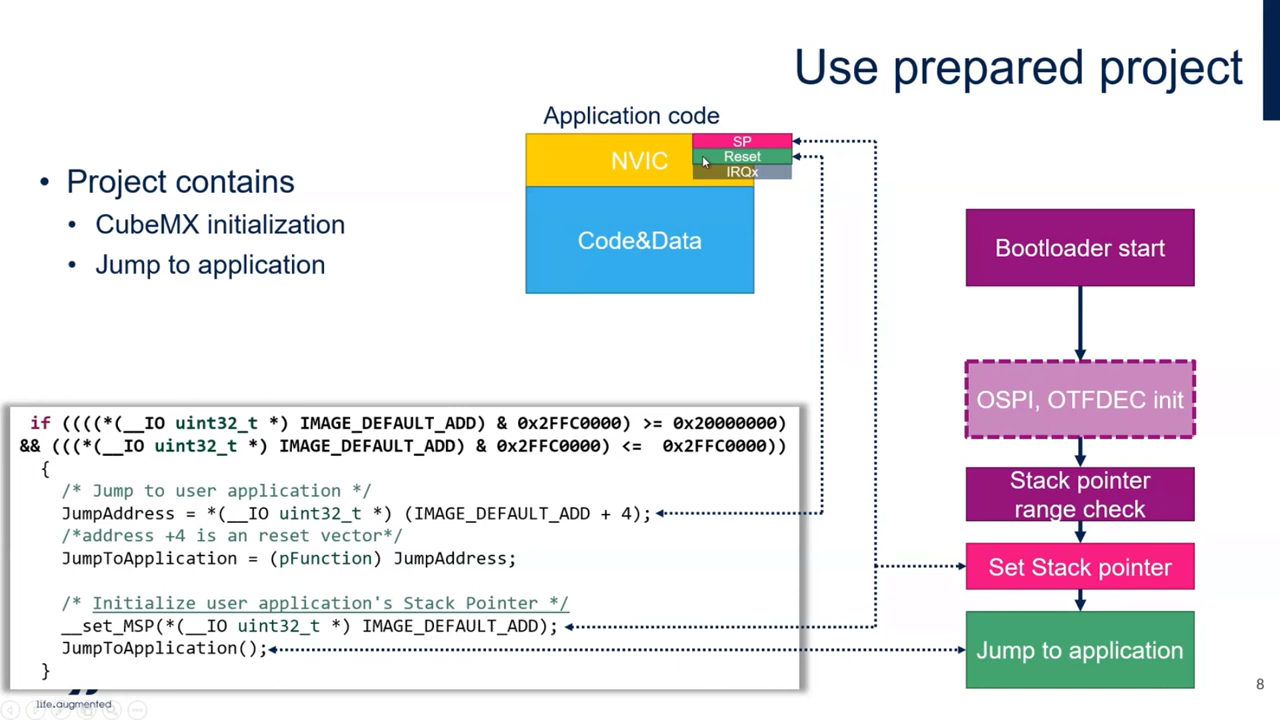 Use prepared project
Application code
SP
NVIC
Reset
IRQx
Code&Data
• Project contains
• CubeMX initialization
• Jump to application
Bootloader start
OSPI, OTFDEC init
Stack pointer
range check
Set Stack pointer
Jump to application
if ((((*(__IO uint32_t *) IMAGE_DEFAULT_ADD) & 0x2FFC0000) >= 0x20000000)
&& (((*(__IO uint32_t *) IMAGE_DEFAULT_ADD) & 0x2FFC0000) <= 0x2FFC0000))
{
/* Jump to user application */
JumpAddress = *(__IO uint32_t *) (IMAGE_DEFAULT_ADD + 4);
/*address +4 is an reset vector*/
JumpToApplication = (pFunction) JumpAddress;
/* Initialize user application's Stack Pointer */
__set_MSP(*(__IO uint32_t *) IMAGE_DEFAULT_ADD);
JumpToApplication();
}
life.augmented
8